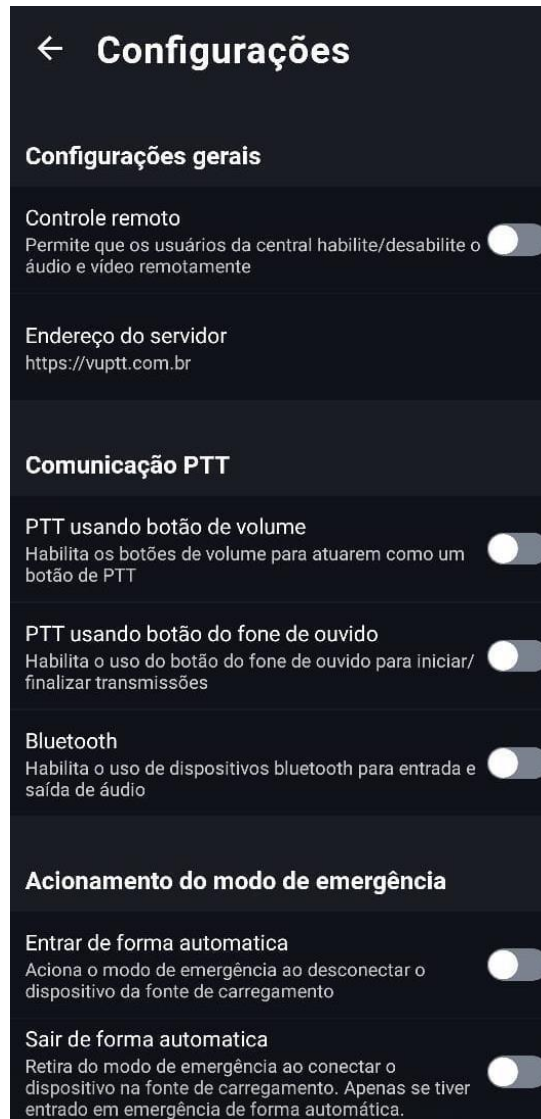 Configurações
Configurações gerais
Controle remoto
Permite que os usuários da central habilite/desabilite o
áudio e vídeo remotamente
Endereço do servidor
https://vuptt.com.br
Comunicação PTT
PTT usando botão de volume
Habilita os botões de volume para atuarem como um
botão de PTT
PTT usando botão do fone de ouvido
Habilita o uso do botão do fone de ouvido para iniciar/
finalizar transmissões
Bluetooth
Habilita o uso de dispositivos bluetooth para entrada e
saída de áudio
Acionamento do modo de emergência
Entrar de forma automatica
Aciona o modo de emergência ao desconectar o
dispositivo da fonte de carregamento
Sair de forma automatica
Retira do modo de emergência ao conectar o
dispositivo na fonte de carregamento. Apenas se tiver
entrado em emergência de forma automática.